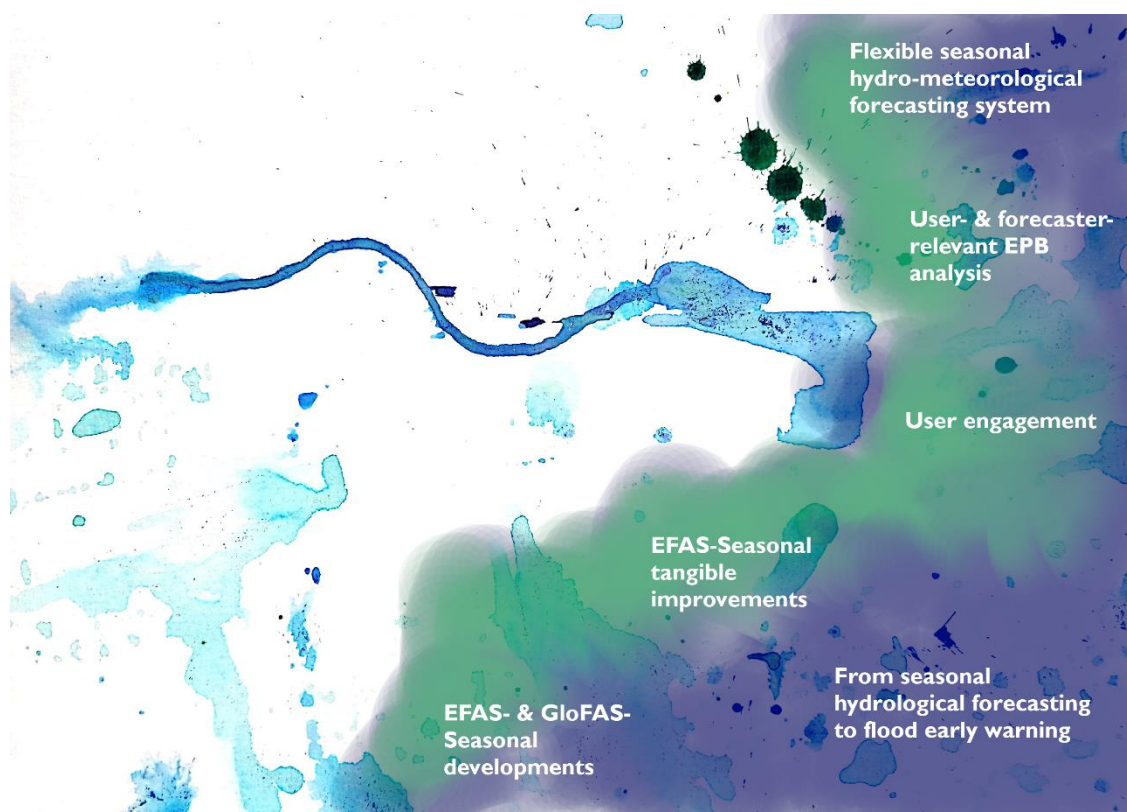 Flexible seasonal
hydro-meteorological
forecasting system
User- & forecaster-
relevant EPB
analysis
User engagement
EFAS-Seasonal
tangible
improvements
From seasonal
hydrological forecasting
to flood early warning
EFAS- & GloFAS-
Seasonal
developments